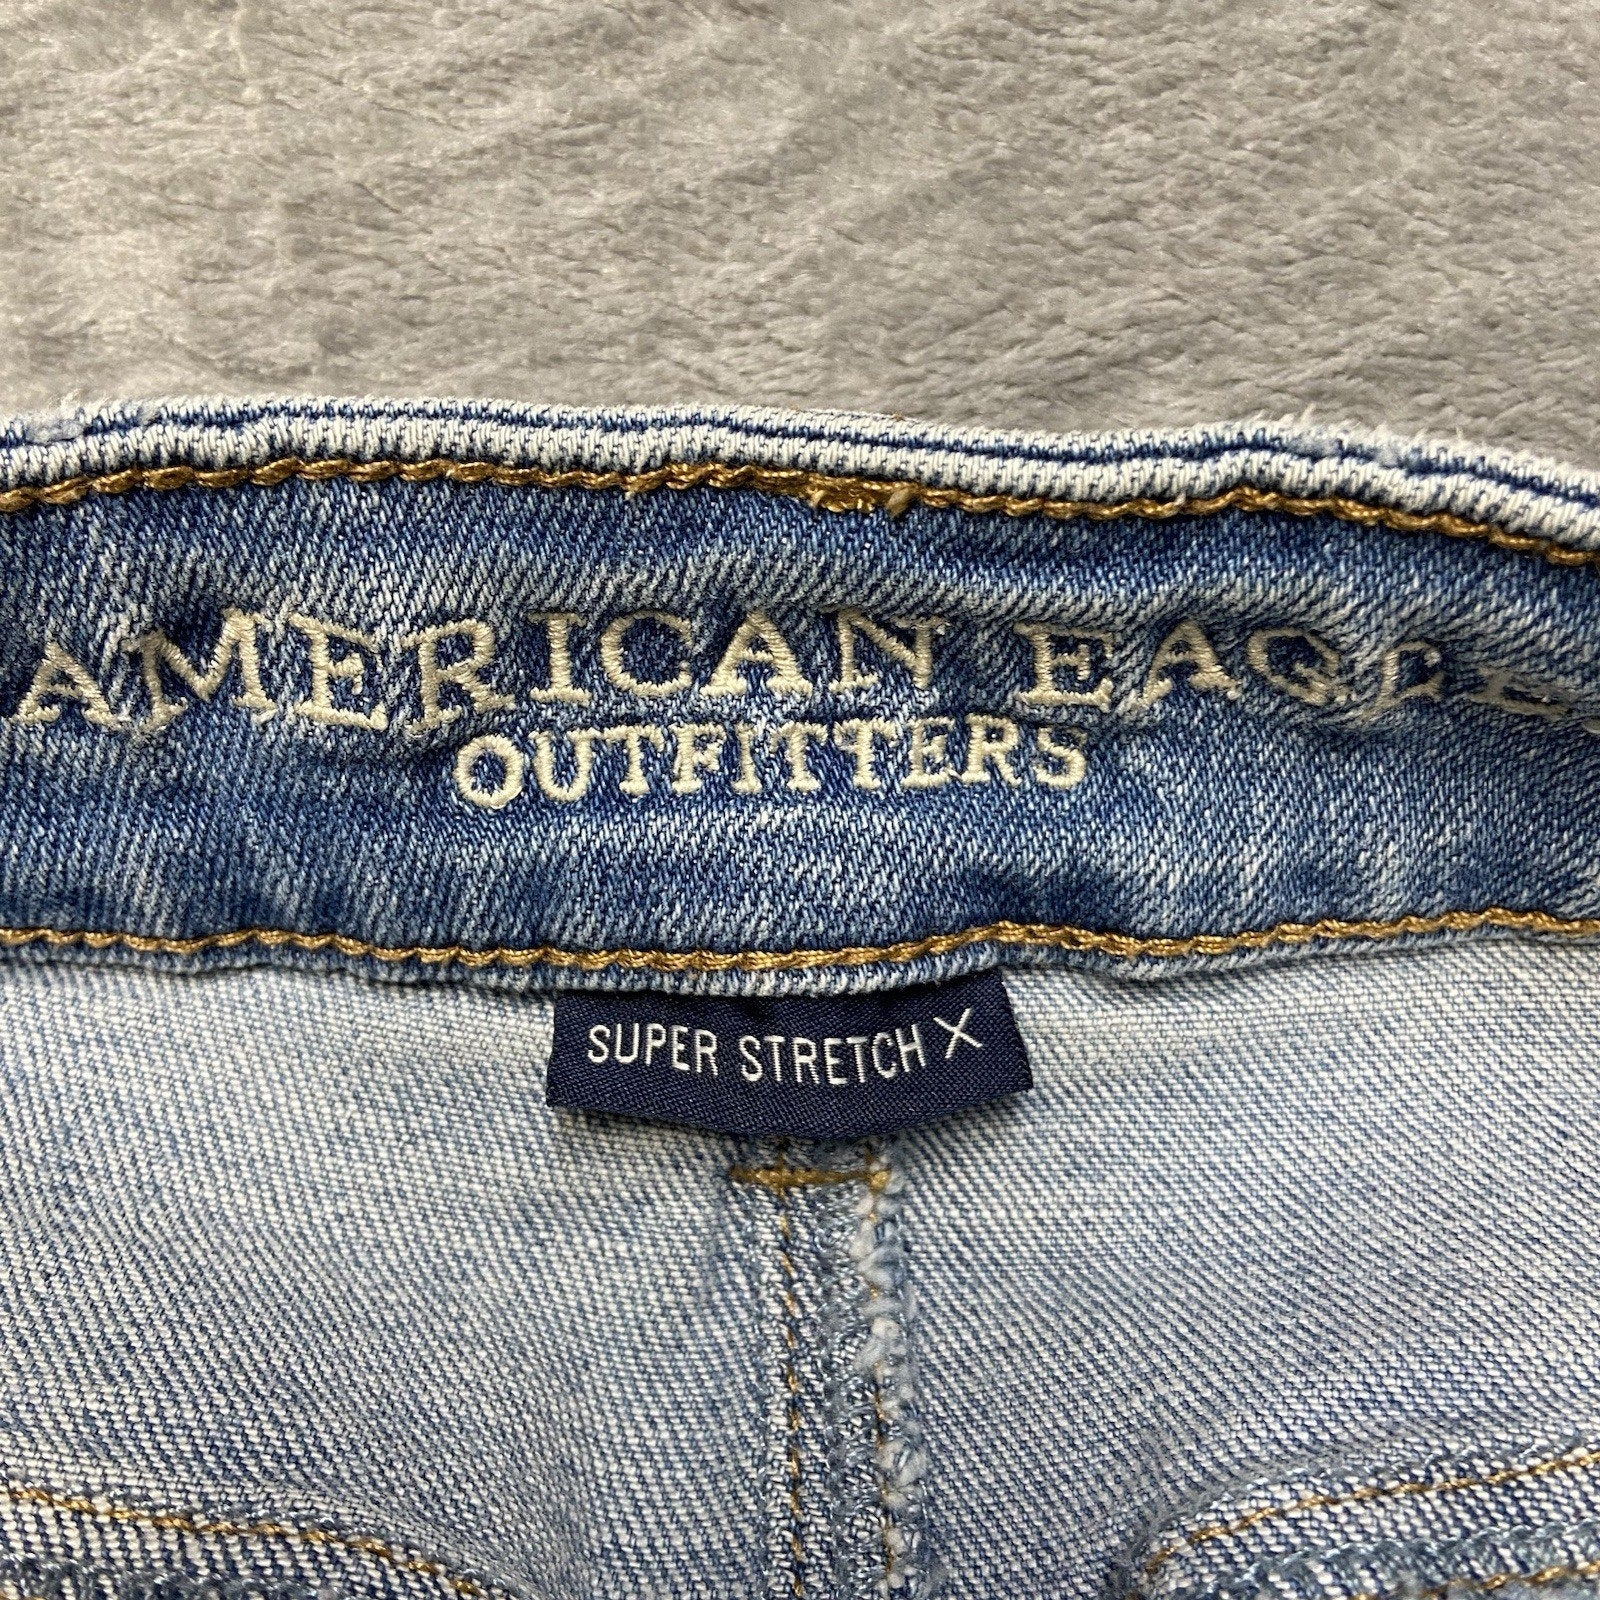 AMERICAN EAGLE
OUTFITTERS
SUPER STRETCH X